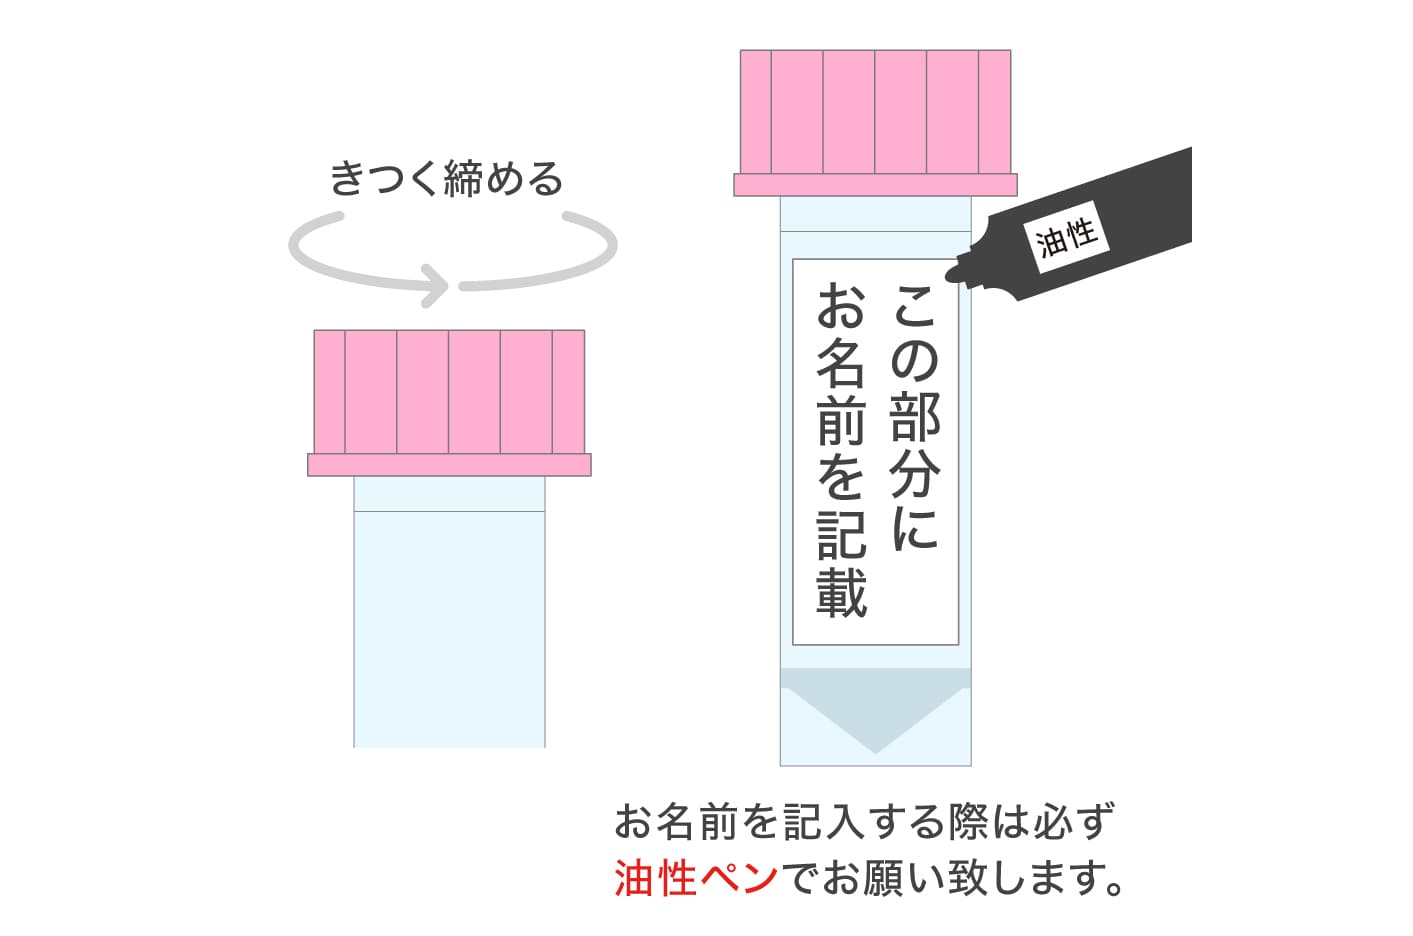 きつく締める
油性
この部分に
お名前を記載
お名前を記入する際は必ず
油性ペンでお願い致します。